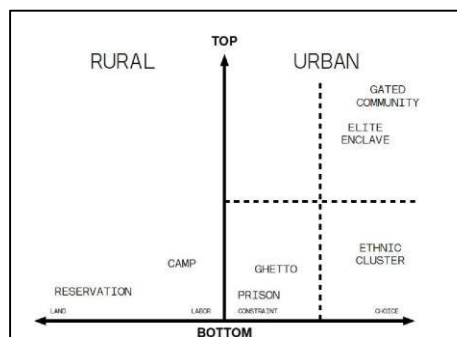 TOP
RURAL
URBAN
GATED
COMMUNITY
ELITE
ENCLAVE
ETHNIC
CLUSTER
CAMP
GHETTO
RESERVATION
PRISON
LAND
LABOR
CONSTRAINT
CHOICE
BOTTOM